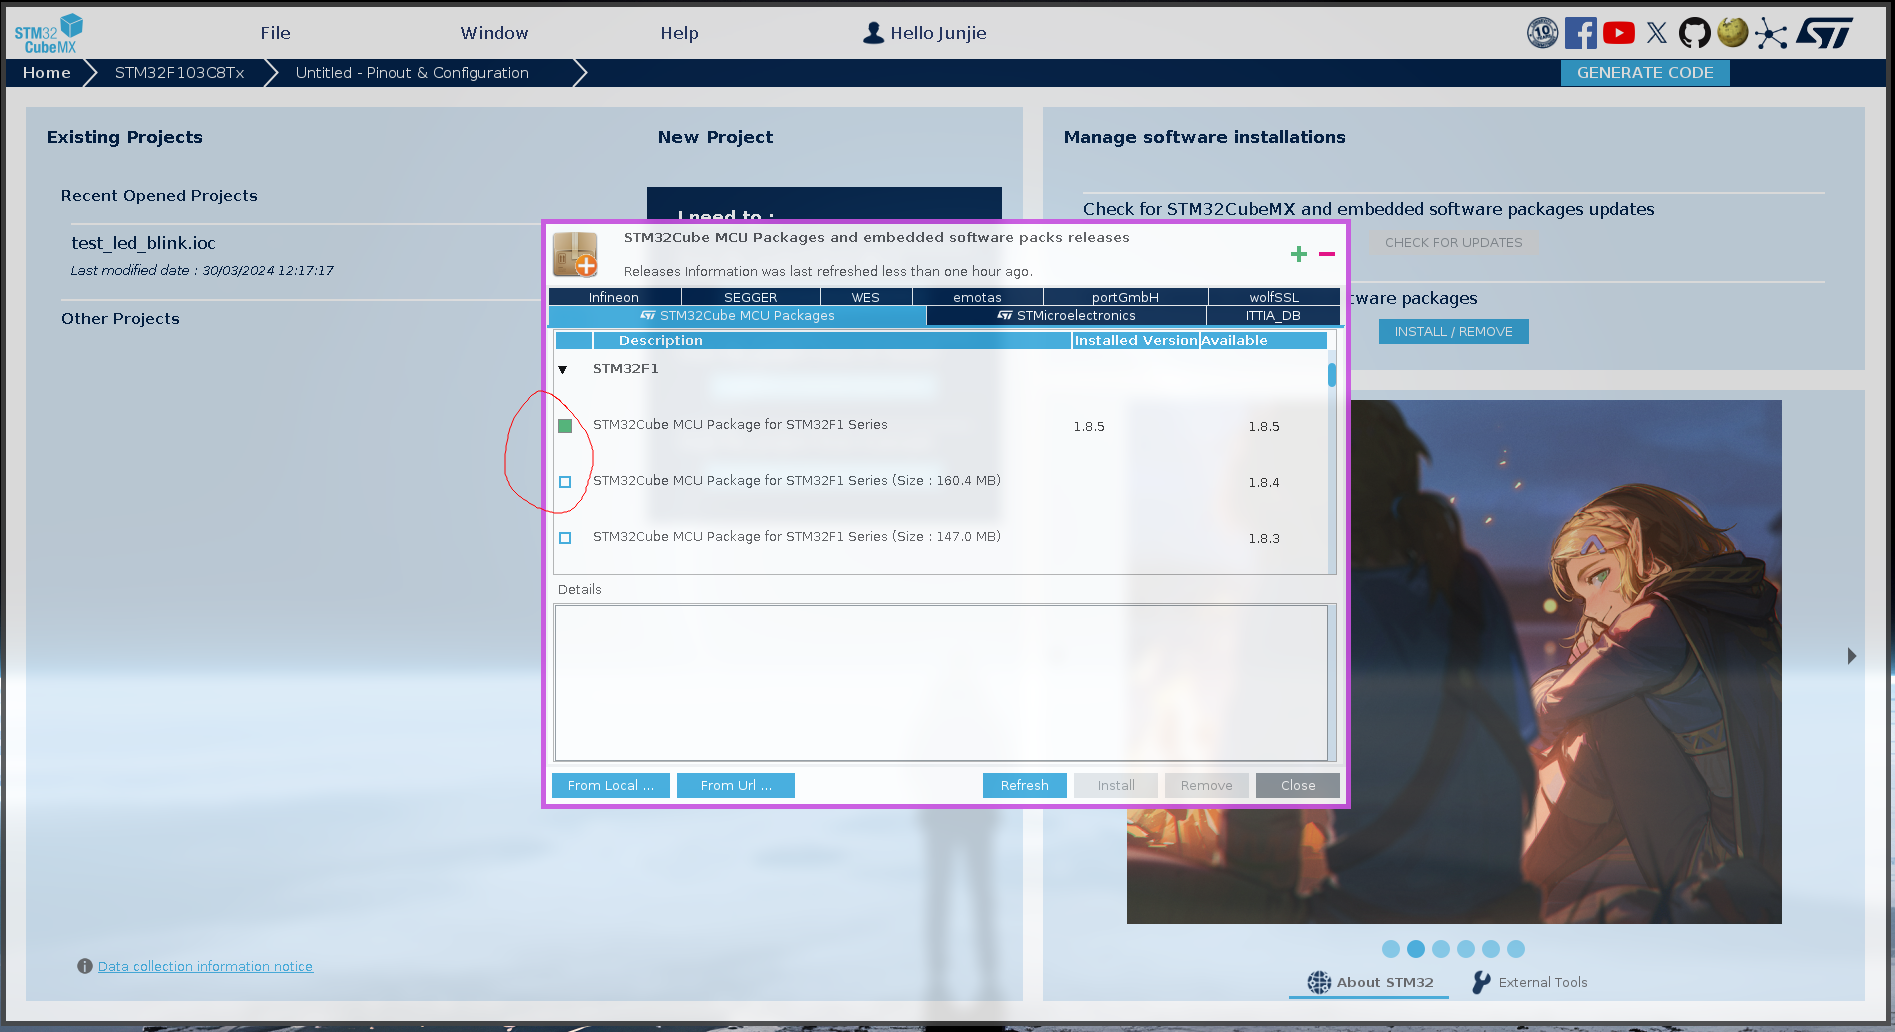 STM32
CubeMX
File
Window
Help
Hello Junjie
10
Home
STM32F103C8Tx
Untitled - Pinout & Configuration
GENERATE CODE
Existing Projects
New Project
Manage software installations
Recent Opened Projects
test_led_blink.ioc
Last modified date : 30/03/2024 12:17:17
Other Projects
I need to :
Check for STM32CubeMX and embedded software packages updates
CHECK FOR UPDATES
tware packages
INSTALL / REMOVE
STM32Cube MCU Packages and embedded software packs releases
Releases Information was last refreshed less than one hour ago.
Infineon
SEGGER
WES
emotas
portGmbH
wolfSSL
STM32Cube MCU Packages
STMicroelectronics
ITTIA_DB
Description
Installed Version
Available
STM32F1
STM32Cube MCU Package for STM32F1 Series
1.8.5
1.8.5
STM32Cube MCU Package for STM32F1 Series (Size : 160.4 MB)
1.8.4
STM32Cube MCU Package for STM32F1 Series (Size : 147.0 MB)
1.8.3
Details
From Local ...
From Url ...
Refresh
Install
Remove
Close
Data collection information notice
About STM32
External Tools